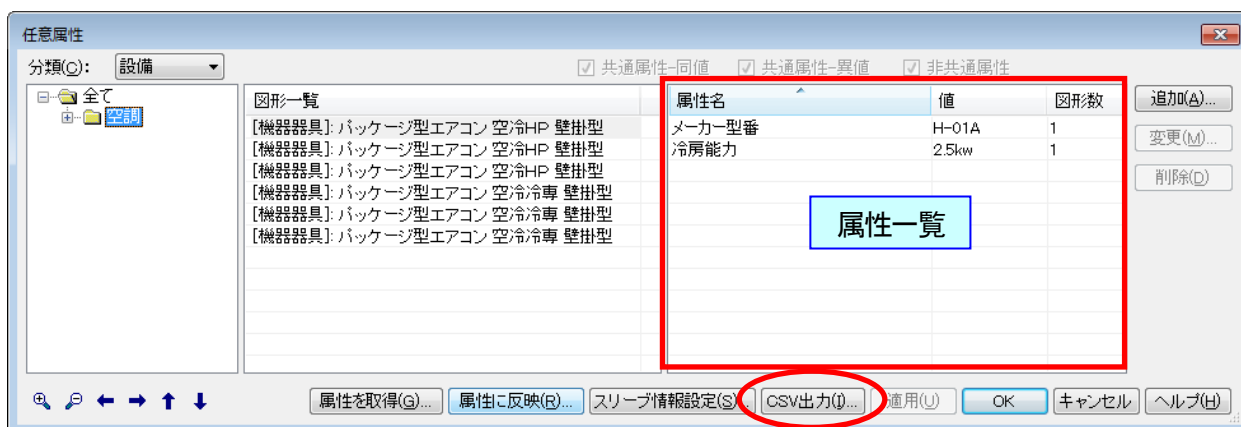 任意属性
分類(C): 設備
共通属性-同値 共通属性-異値 非共通属性
全て
空調
図形一覧
[機器器具]: パッケージ型エアコン 空冷HP 壁掛型
[機器器具]: パッケージ型エアコン 空冷HP 壁掛型
[機器器具]: パッケージ型エアコン 空冷HP 壁掛型
[機器器具]: パッケージ型エアコン 空冷冷専 壁掛型
[機器器具]: パッケージ型エアコン 空冷冷専 壁掛型
[機器器具]: パッケージ型エアコン 空冷冷専 壁掛型
属性名 値 図形数
メーカー型番 H-01A 1
冷房能力 2.5kw 1
属性一覧
追加(A)...
変更(M)...
削除(D)
属性を取得(G)... 属性に反映(R)... スリーブ情報設定(S)... CSV出力(I)... 適用(U) OK キャンセル ヘルプ(H)